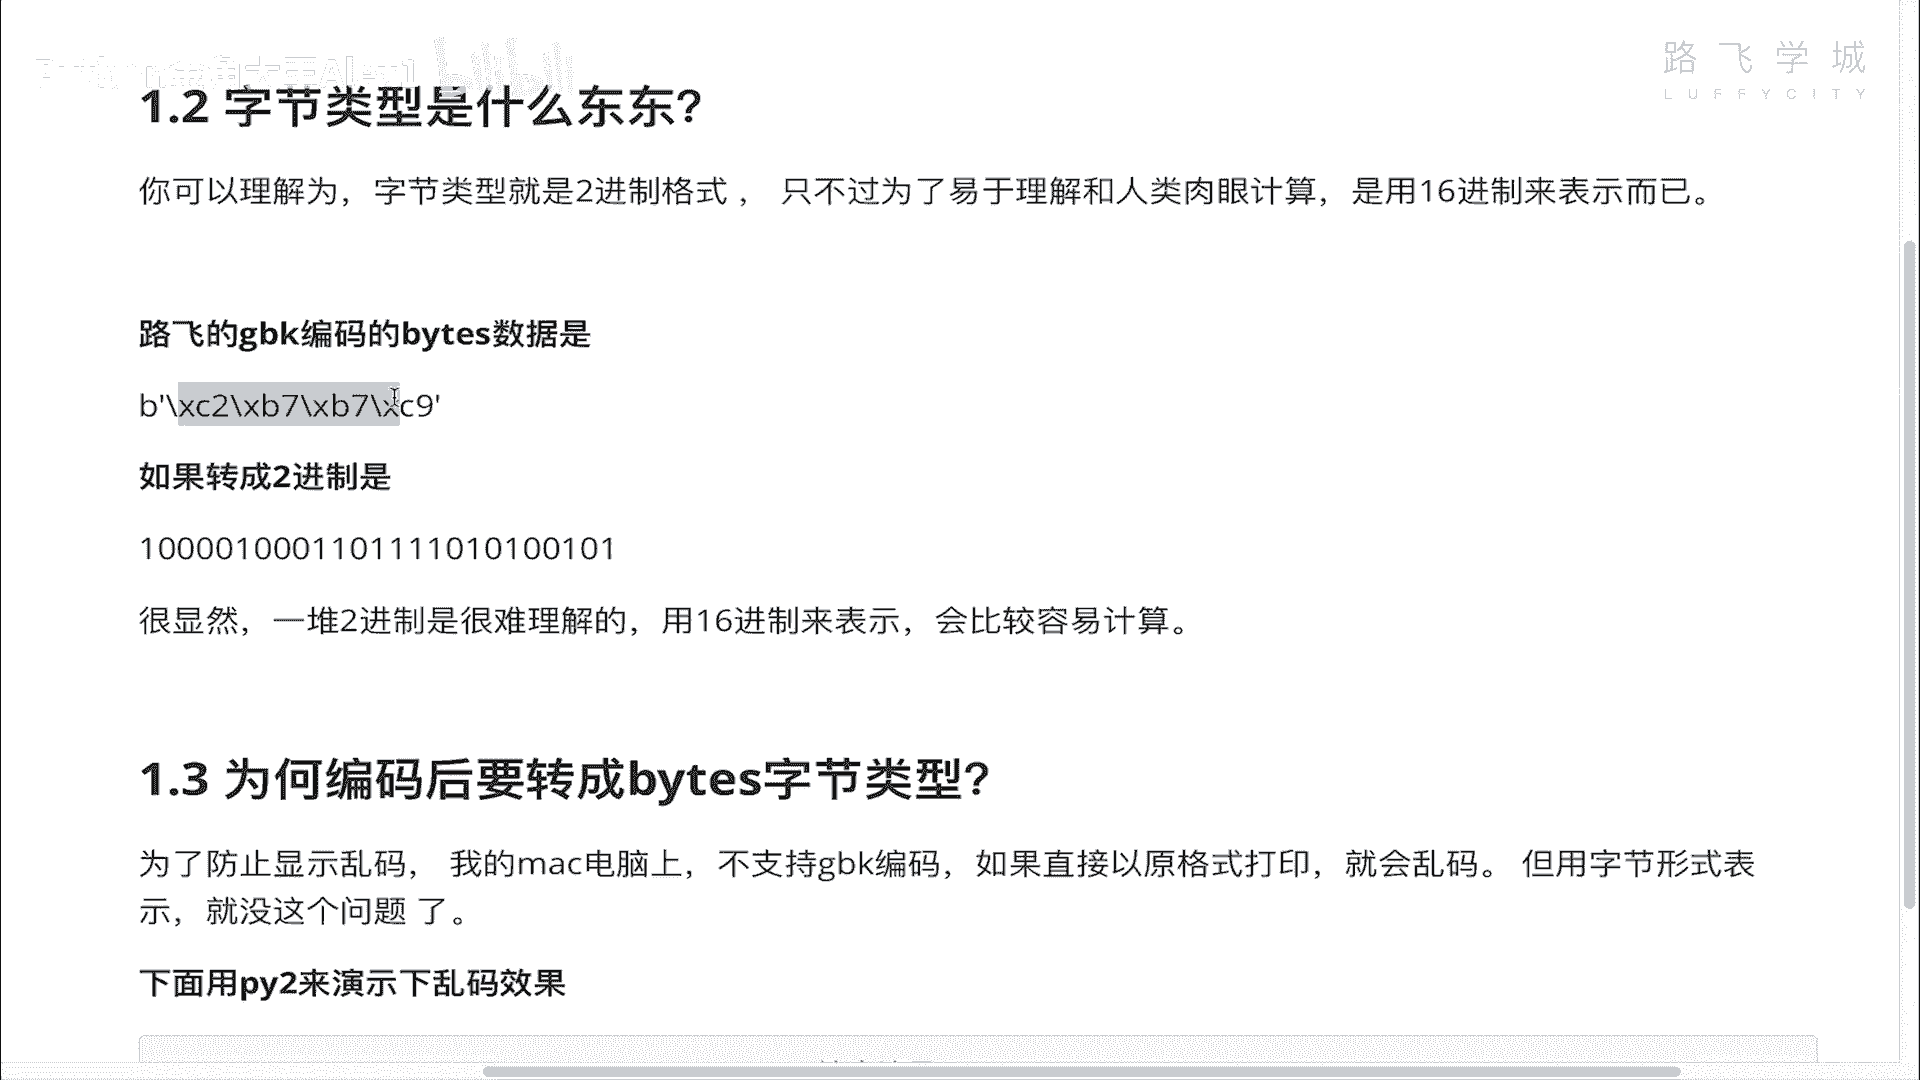 路飞学城
LUFFYCITY
1.2 字节类型是什么东东?
你可以理解为，字节类型就是2进制格式 ， 只不过为了易于理解和人类肉眼计算，是用16进制来表示而已。
路飞的gbk编码的bytes数据是
b'\xc2\xb7\xb7\xc9'
如果转成2进制是
1000010001101111010100101
很显然，一堆2进制是很难理解的，用16进制来表示，会比较容易计算。
1.3 为何编码后要转成bytes字节类型?
为了防止显示乱码， 我的mac电脑上，不支持gbk编码，如果直接以原格式打印，就会乱码。 但用字节形式表
示，就没这个问题 了。
下面用py2来演示下乱码效果